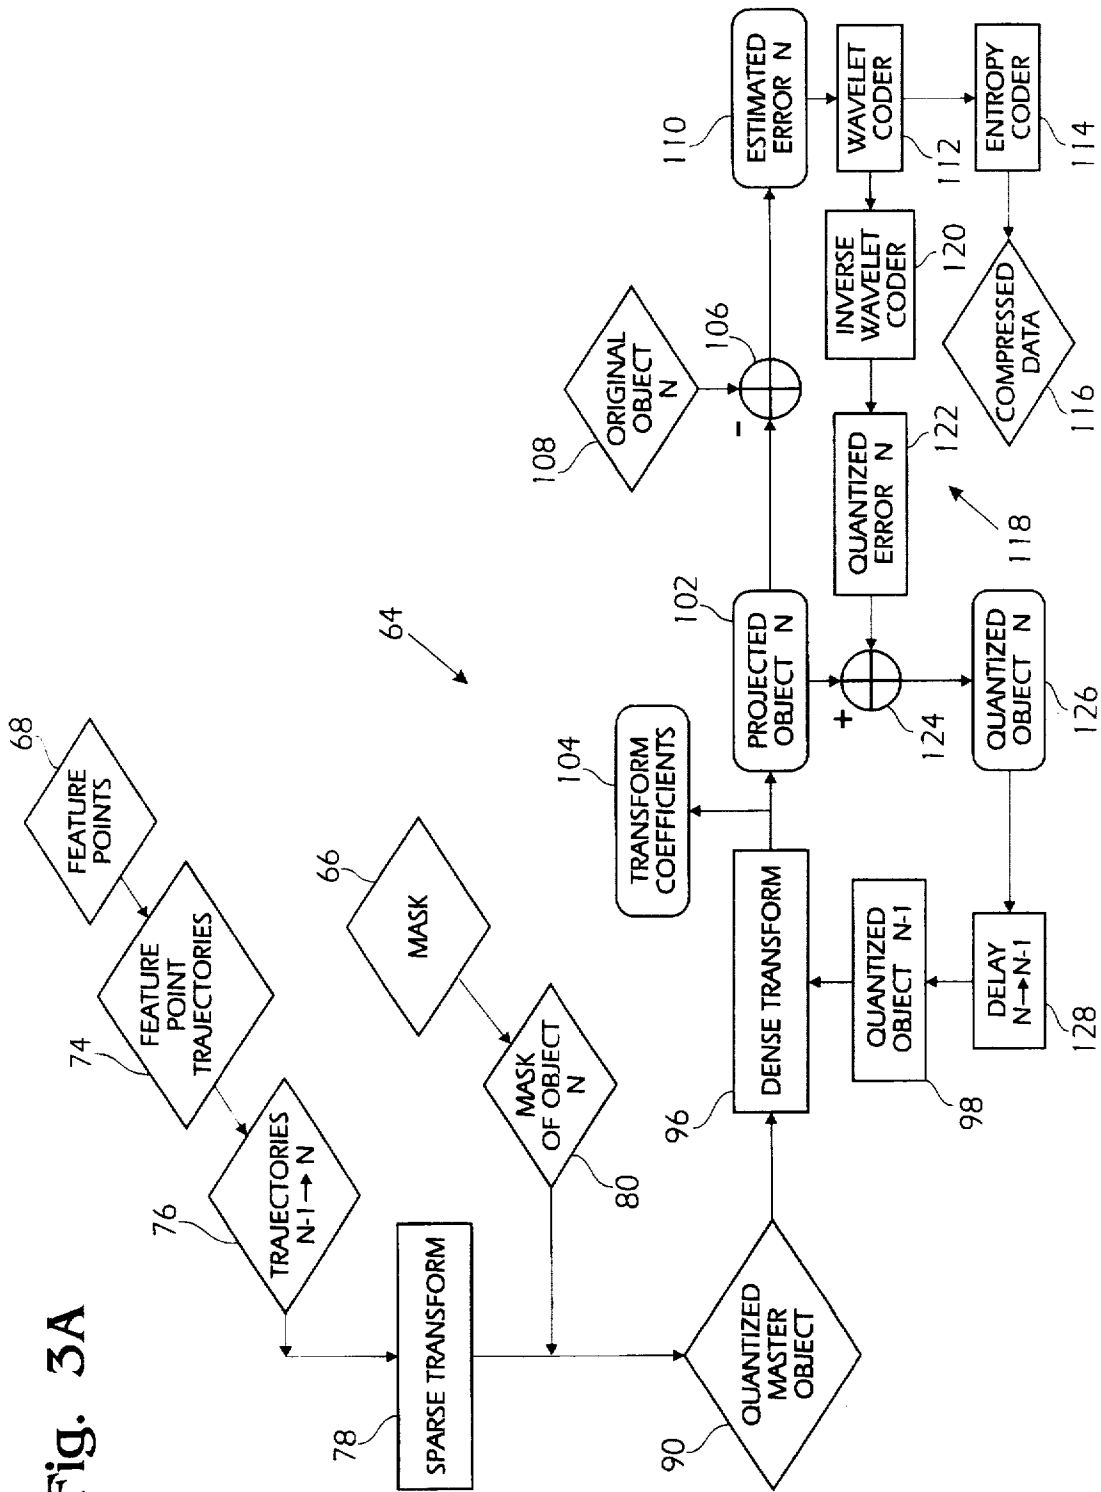 Fig. 3A
68
FEATURE
POINTS
74
FEATURE
POINT
TRAJECTORIES
76
TRAJECTORIES
N-1→N
78
SPARSE TRANSFORM
64
66
MASK
80
MASK
OF OBJECT
N
90
QUANTIZED
MASTER
OBJECT
96
DENSE TRANSFORM
104
TRANSFORM
COEFFICIENTS
98
QUANTIZED
OBJECT N-1
128
DELAY
N→N-1
102
PROJECTED
OBJECT N
+
124
QUANTIZED
OBJECT N
126
108
ORIGINAL
OBJECT
N
-
106
110
ESTIMATED
ERROR N
WAVELET
CODER
112
ENTROPY
CODER
114
INVERSE
WAVELET
CODER
120
QUANTIZED
ERROR N
122
118
COMPRESSED
DATA
116